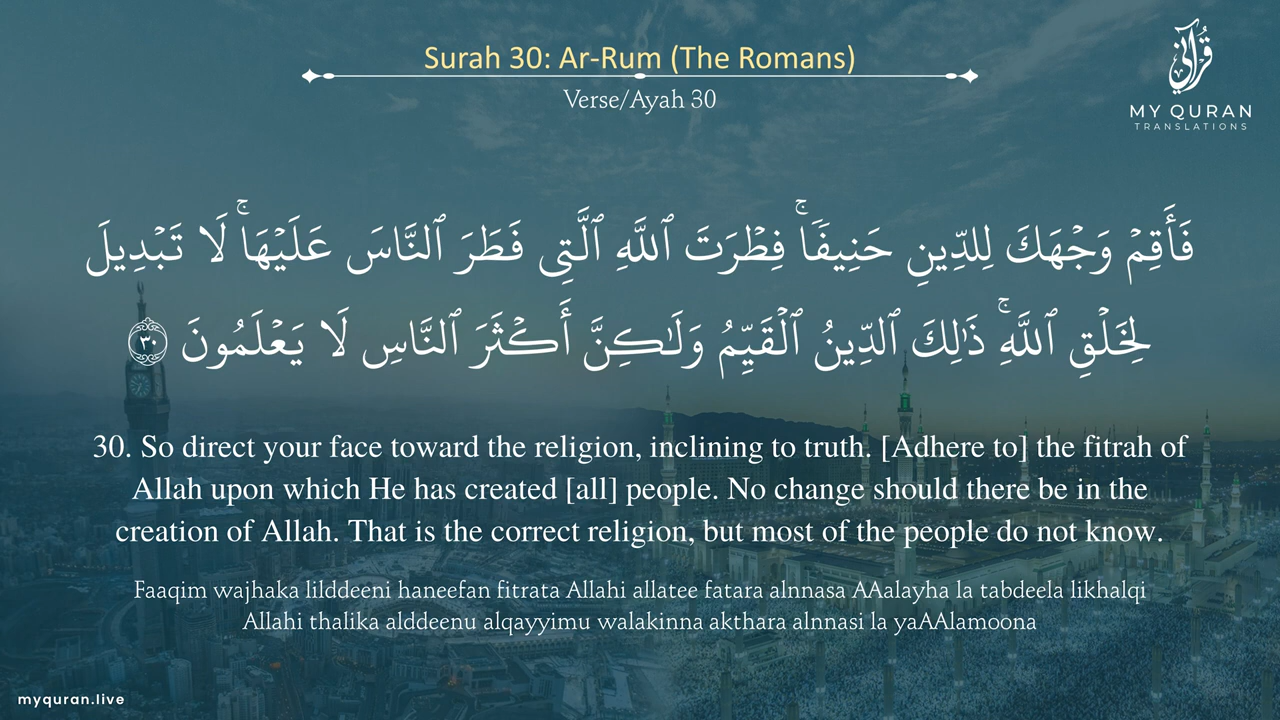 Surah 30: Ar-Rum (The Romans)
Verse/Ayah 30
قُرْآنِي
MY QURAN
TRANSLATIONS
فَأَقِمْ وَجْهَكَ لِلدِّينِ حَنِيفًا ۚ فِطْرَتَ ٱللَّهِ ٱلَّتِى فَطَرَ ٱلنَّاسَ عَلَيْهَا ۚ لَا تَبْدِيلَ
لِخَلْقِ ٱللَّهِ ۚ ذَٰلِكَ ٱلدِّينُ ٱلْقَيِّمُ وَلَـٰكِنَّ أَكْثَرَ ٱلنَّاسِ لَا يَعْلَمُونَ ٣٠
30. So direct your face toward the religion, inclining to truth. [Adhere to] the fitrah of
Allah upon which He has created [all] people. No change should there be in the
creation of Allah. That is the correct religion, but most of the people do not know.
Faaqim wajhaka lilddeeni haneefan fitrata Allahi allatee fatara alnnasa AAalayha la tabdeela likhalqi
Allahi thalika alddeenu alqayyimu walakinna akthara alnnasi la yaAAlamoona
myquran.live